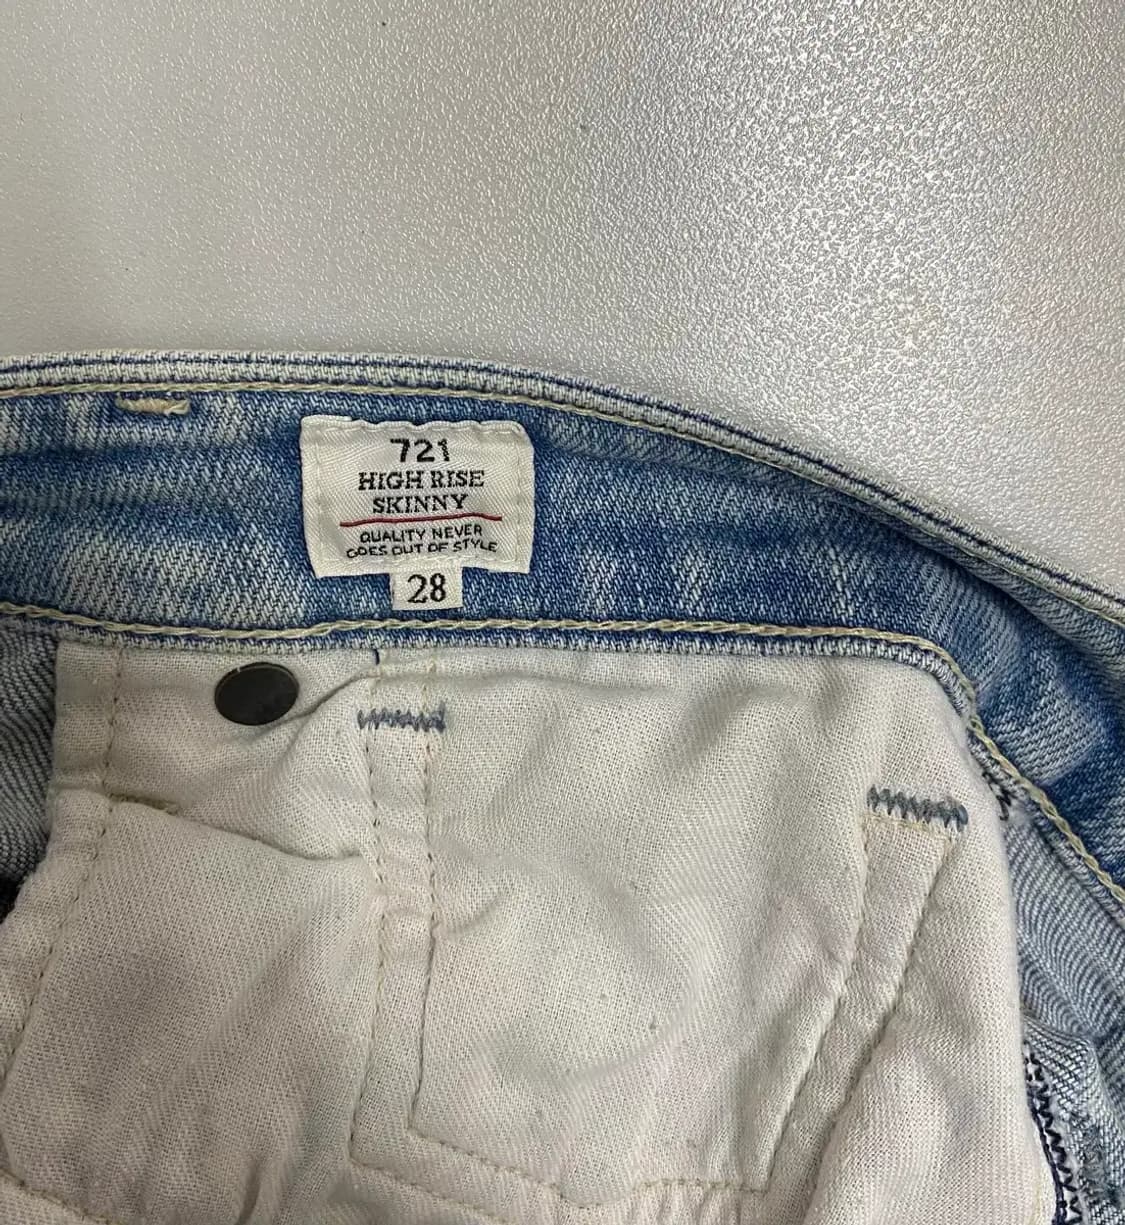 721
HIGH RISE
SKINNY
QUALITY NEVER
GOES OUT OF STYLE
28